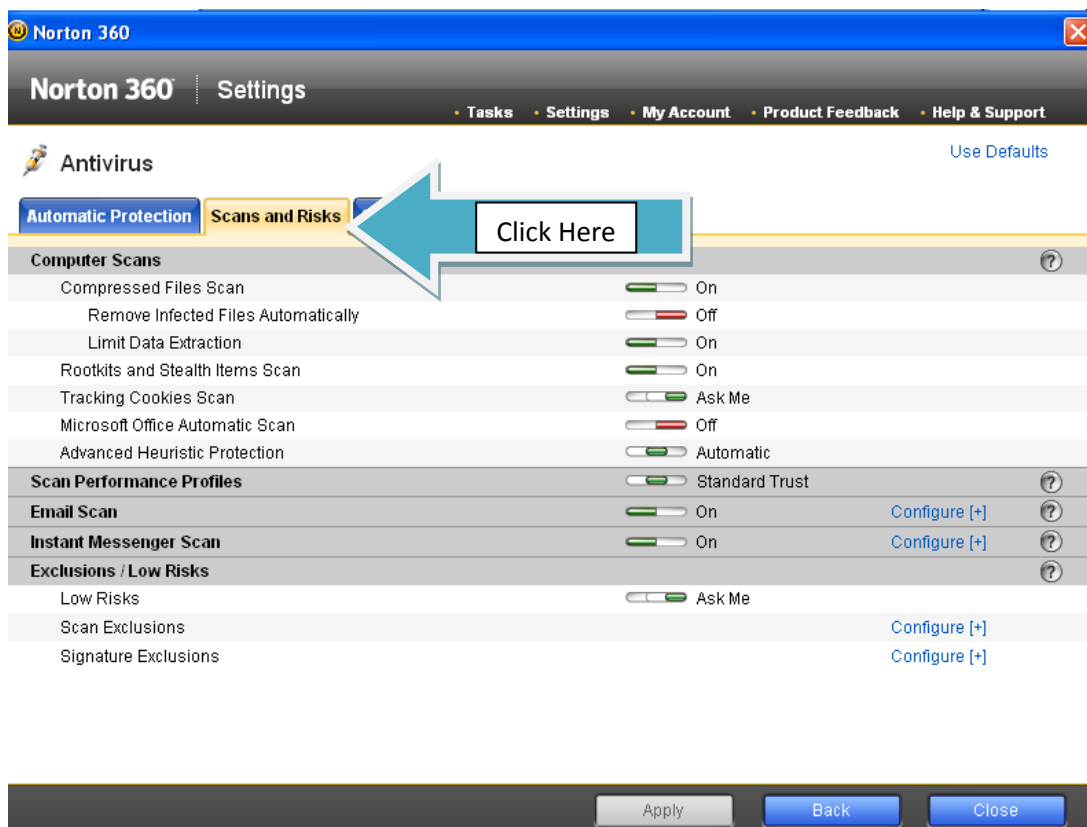 Norton 360
Norton 360 Settings
• Tasks • Settings • My Account • Product Feedback • Help & Support
Antivirus
Use Defaults
Automatic Protection Scans and Risks
Click Here
Computer Scans ?
Compressed Files Scan On
Remove Infected Files Automatically Off
Limit Data Extraction On
Rootkits and Stealth Items Scan On
Tracking Cookies Scan Ask Me
Microsoft Office Automatic Scan Off
Advanced Heuristic Protection Automatic
Scan Performance Profiles Standard Trust ?
Email Scan On Configure [+] ?
Instant Messenger Scan On Configure [+] ?
Exclusions / Low Risks ?
Low Risks Ask Me
Scan Exclusions Configure [+]
Signature Exclusions Configure [+]
Apply Back Close